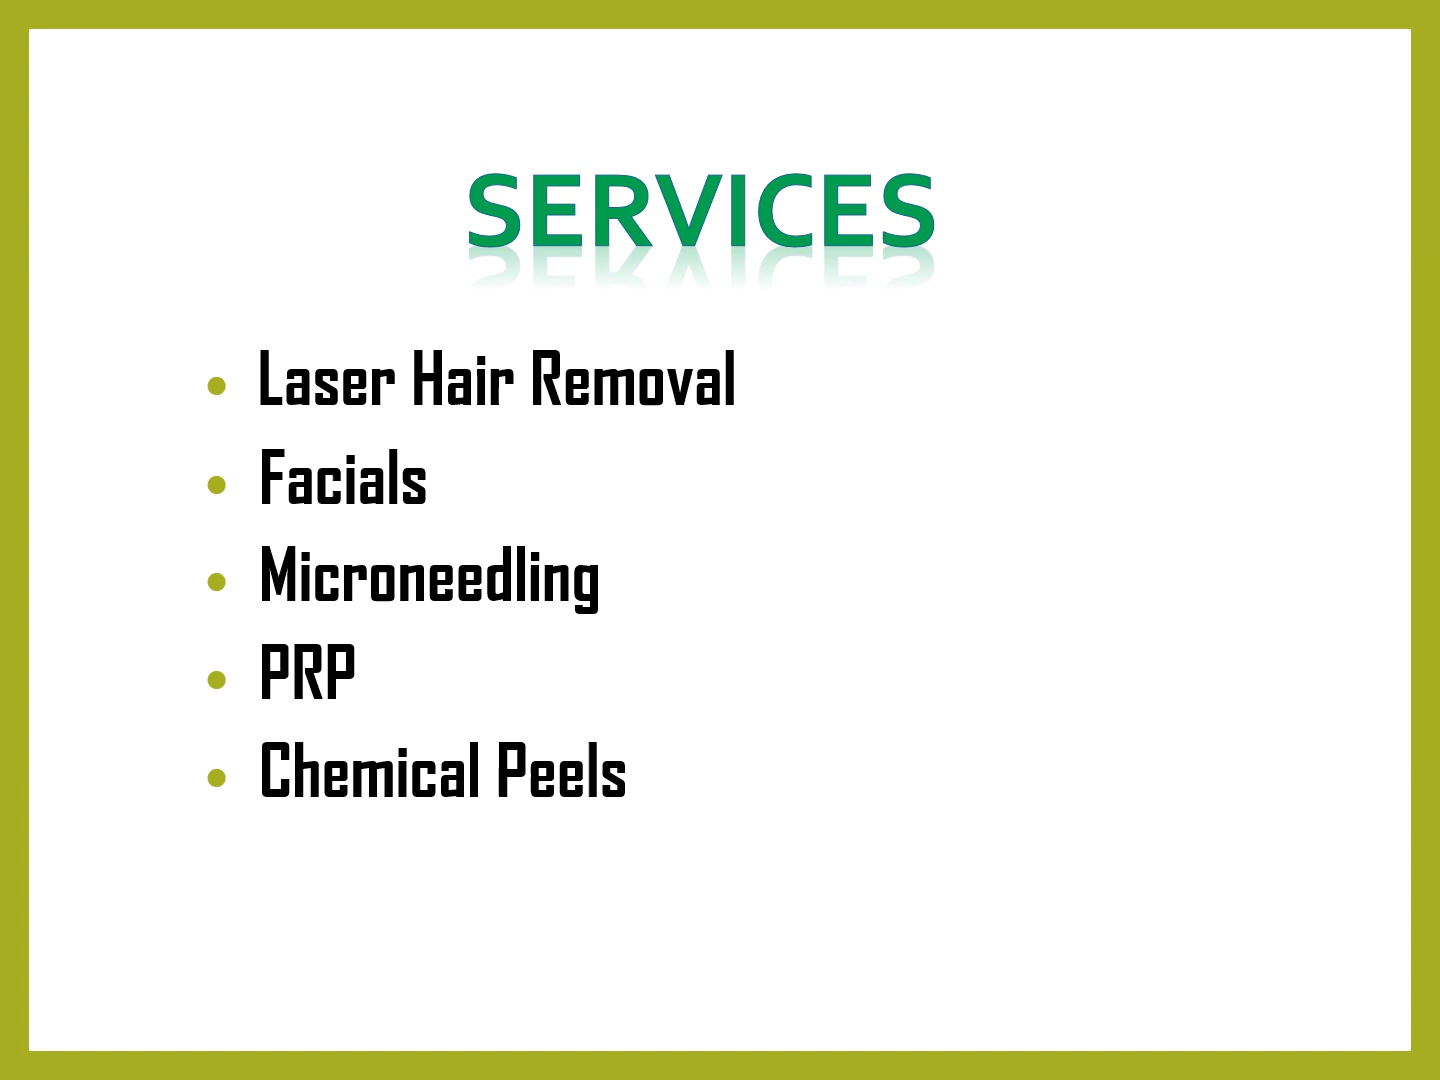 SERVICES
• Laser Hair Removal
• Facials
• Microneedling
• PRP
• Chemical Peels